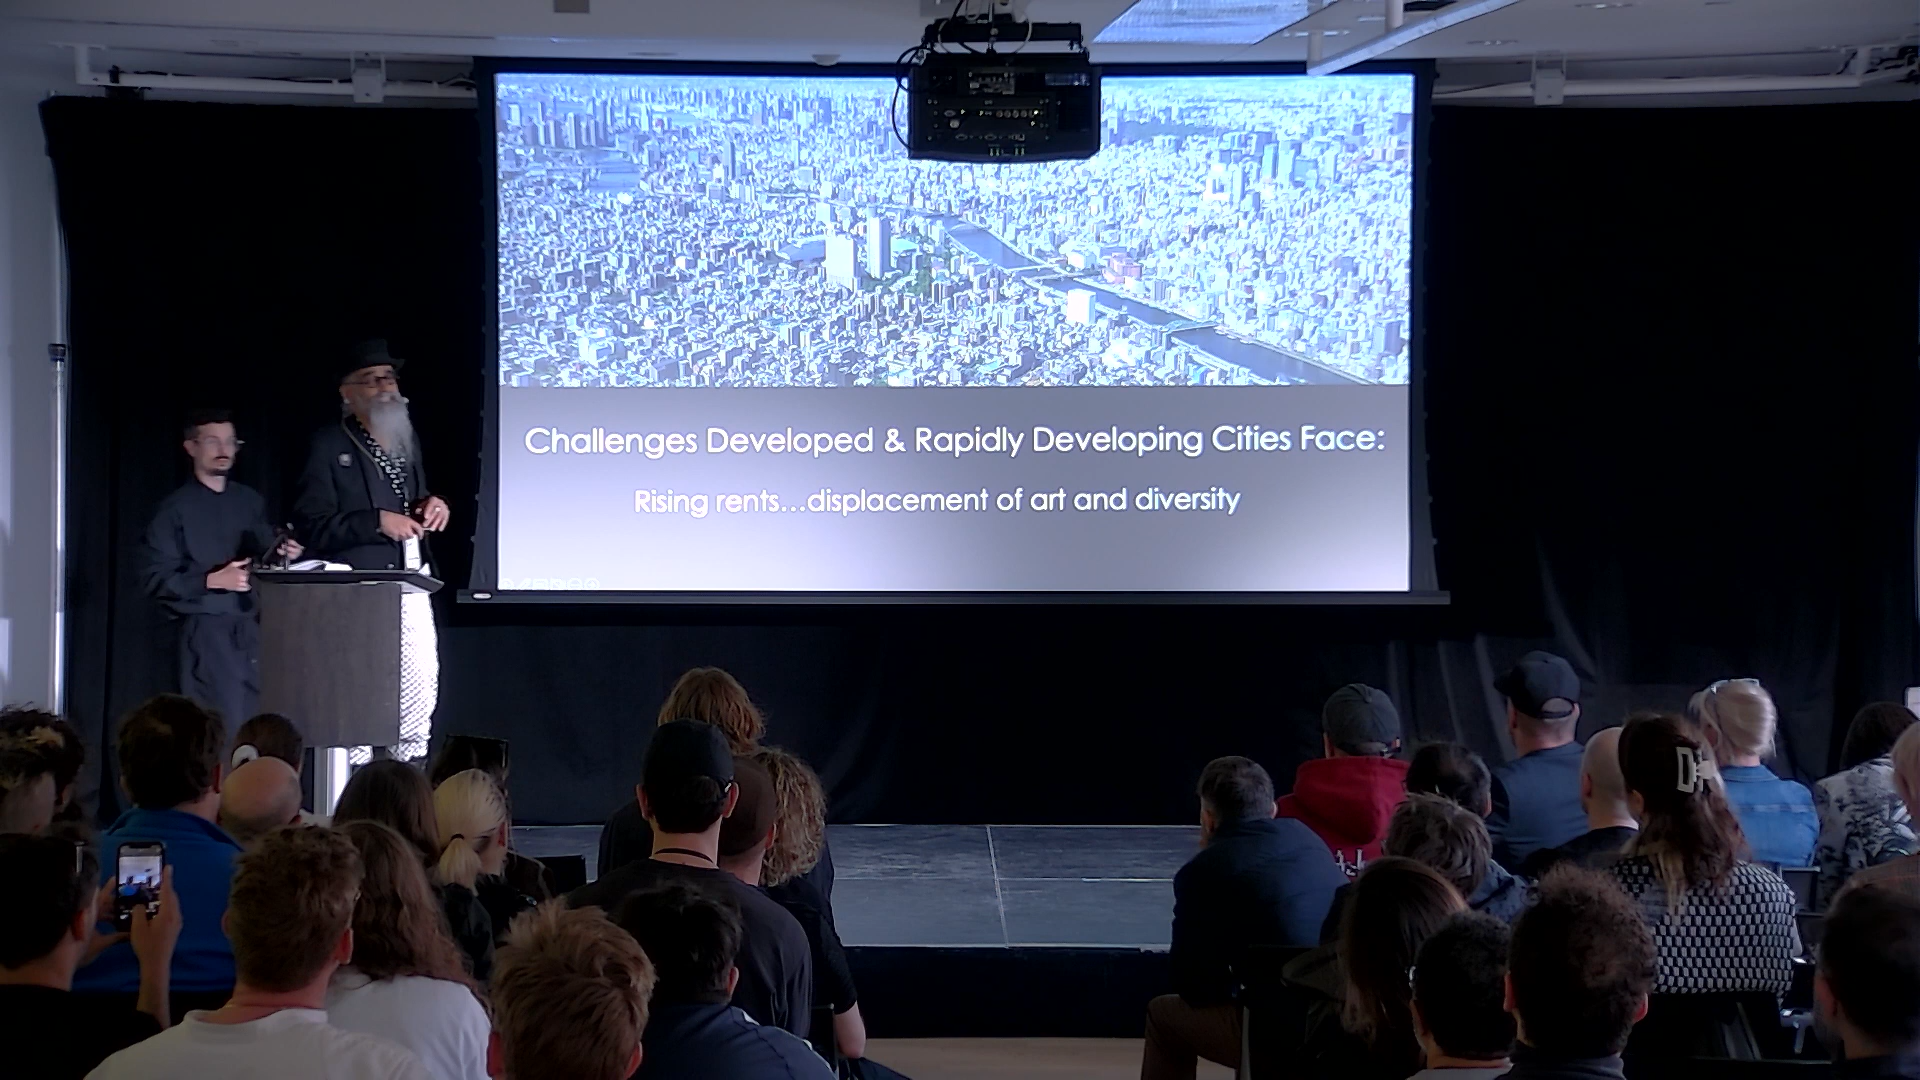 Challenges Developed & Rapidly Developing Cities Face:
Rising rents...displacement of art and diversity